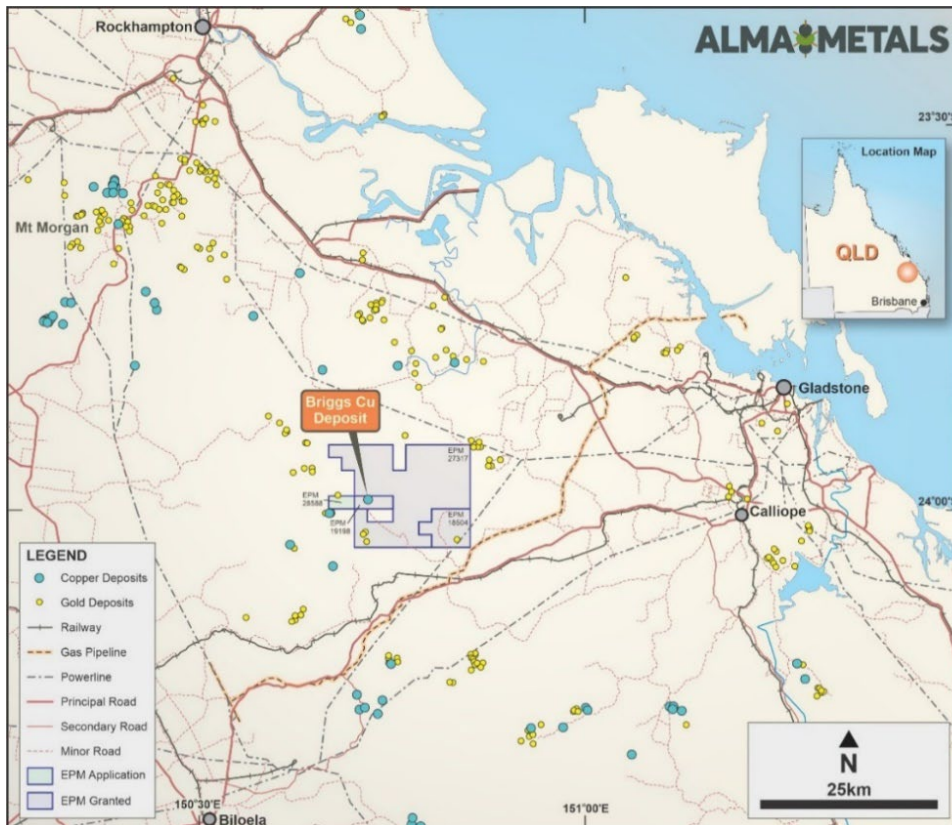 Rockhampton
ALMA METALS
23°30'S
Location Map
QLD
Brisbane
Mt Morgan
Gladstone
Briggs Cu
Deposit
EPM
27317
EPM
EPM
19198
EPM
18504
24°00'S
Calliope
LEGEND
Copper Deposits
Gold Deposits
Railway
Gas Pipeline
Powerline
Principal Road
Secondary Road
Minor Road
EPM Application
EPM Granted
N
25km
150°30'E
151°00'E
Biloela